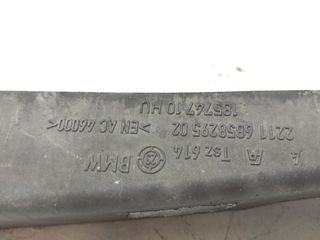 A A Tsz 614 BMW
2211 6858295 02 >EN AC 46000<
185747 10 HU